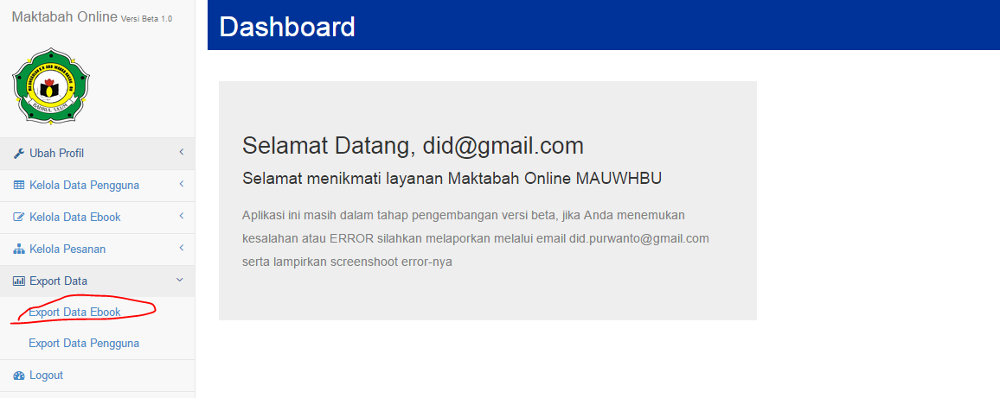 Maktabah Online Versi Beta 1.0
BAHRUL 'ULUM
Ubah Profil
Kelola Data Pengguna
Kelola Data Ebook
Kelola Pesanan
Export Data
Export Data Ebook
Export Data Pengguna
Logout
Dashboard
Selamat Datang, did@gmail.com
Selamat menikmati layanan Maktabah Online MAUWHBU
Aplikasi ini masih dalam tahap pengembangan versi beta, jika Anda menemukan
kesalahan atau ERROR silahkan melaporkan melalui email did.purwanto@gmail.com
serta lampirkan screenshoot error-nya